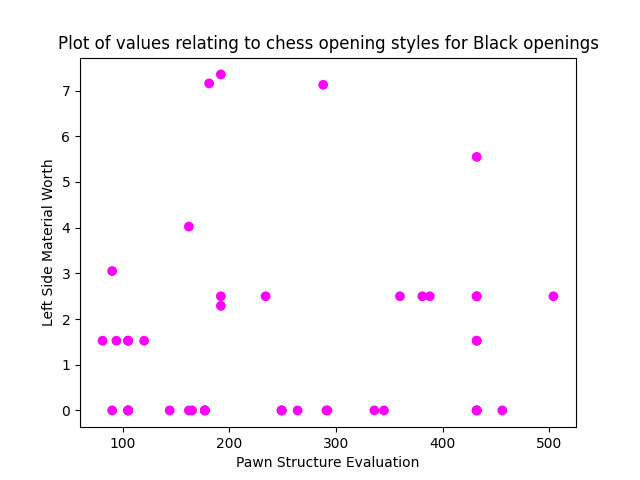 Plot of values relating to chess opening styles for Black openings
7
6
5
4
3
2
1
0
Left Side Material Worth
100 200 300 400 500
Pawn Structure Evaluation